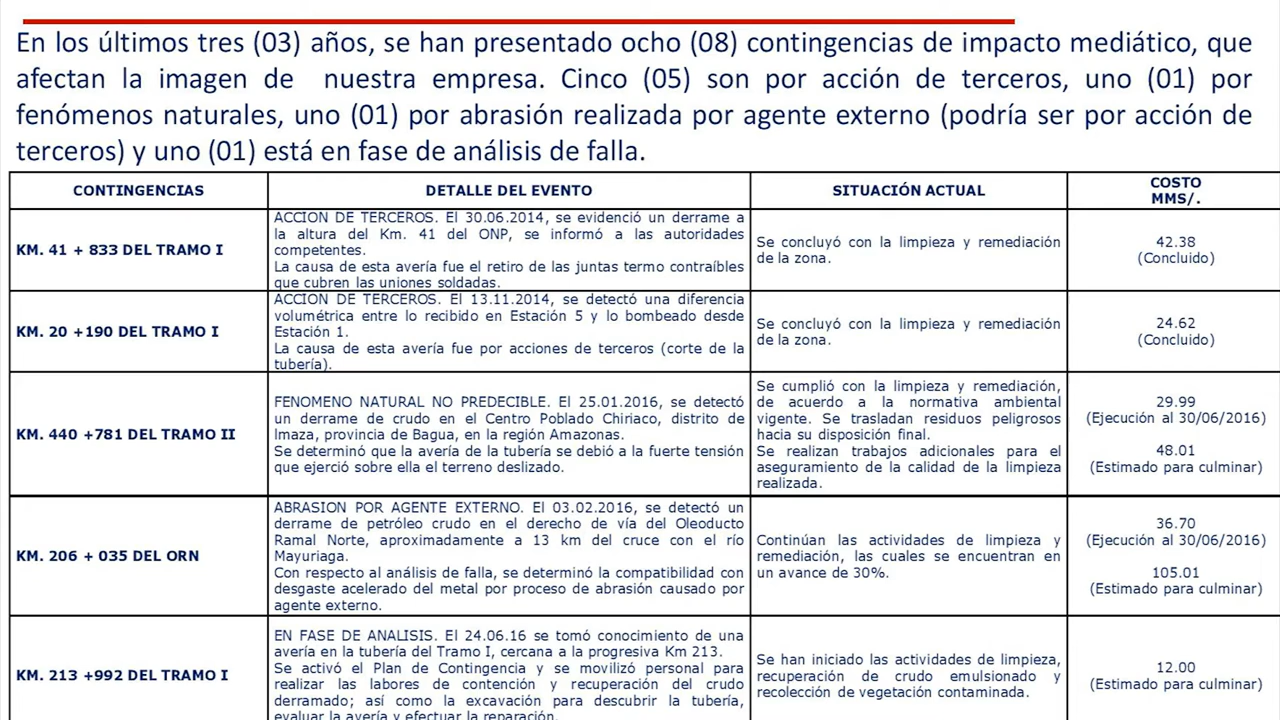 En los últimos tres (03) años, se han presentado ocho (08) contingencias de impacto mediático, que
afectan la imagen de nuestra empresa. Cinco (05) son por acción de terceros, uno (01) por
fenómenos naturales, uno (01) por abrasión realizada por agente externo (podría ser por acción de
terceros) y uno (01) está en fase de análisis de falla.
CONTINGENCIAS
DETALLE DEL EVENTO
SITUACIÓN ACTUAL
COSTO
MMS/.
KM. 41 + 833 DEL TRAMO I
ACCION DE TERCEROS. El 30.06.2014, se evidenció un derrame a
la altura del Km. 41 del ONP, se informó a las autoridades
competentes.
La causa de esta avería fue el retiro de las juntas termo contraíbles
que cubren las uniones soldadas.
Se concluyó con la limpieza y remediación
de la zona.
42.38
(Concluido)
KM. 20 +190 DEL TRAMO I
ACCION DE TERCEROS. El 13.11.2014, se detectó una diferencia
volumétrica entre lo recibido en Estación 5 y lo bombeado desde
Estación 1.
La causa de esta avería fue por acciones de terceros (corte de la
tubería).
Se concluyó con la limpieza y remediación
de la zona.
24.62
(Concluido)
KM. 440 +781 DEL TRAMO II
FENOMENO NATURAL NO PREDECIBLE. El 25.01.2016, se detectó
un derrame de crudo en el Centro Poblado Chiriaco, distrito de
Imaza, provincia de Bagua, en la región Amazonas.
Se determinó que la avería de la tubería se debió a la fuerte tensión
que ejerció sobre ella el terreno deslizado.
Se cumplió con la limpieza y remediación,
de acuerdo a la normativa ambiental
vigente. Se trasladan residuos peligrosos
hacia su disposición final.
Se realizan trabajos adicionales para el
aseguramiento de la calidad de la limpieza
realizada.
29.99
(Ejecución al 30/06/2016)
48.01
(Estimado para culminar)
KM. 206 + 035 DEL ORN
ABRASION POR AGENTE EXTERNO. El 03.02.2016, se detectó un
derrame de petróleo crudo en el derecho de vía del Oleoducto
Ramal Norte, aproximadamente a 13 km del cruce con el río
Mayuriaga.
Con respecto al análisis de falla, se determinó la compatibilidad con
desgaste acelerado del metal por proceso de abrasión causado por
agente externo.
Continúan las actividades de limpieza y
remediación, las cuales se encuentran en
un avance de 30%.
36.70
(Ejecución al 30/06/2016)
105.01
(Estimado para culminar)
KM. 213 +992 DEL TRAMO I
EN FASE DE ANALISIS. El 24.06.16 se tomó conocimiento de una
avería en la tubería del Tramo I, cercana a la progresiva Km 213.
Se activó el Plan de Contingencia y se movilizó personal para
realizar las labores de contención y recuperación del crudo
derramado; así como la excavación para descubrir la tubería,
evaluar la avería y efectuar la reparación.
Se han iniciado las actividades de limpieza,
recuperación de crudo emulsionado y
recolección de vegetación contaminada.
12.00
(Estimado para culminar)